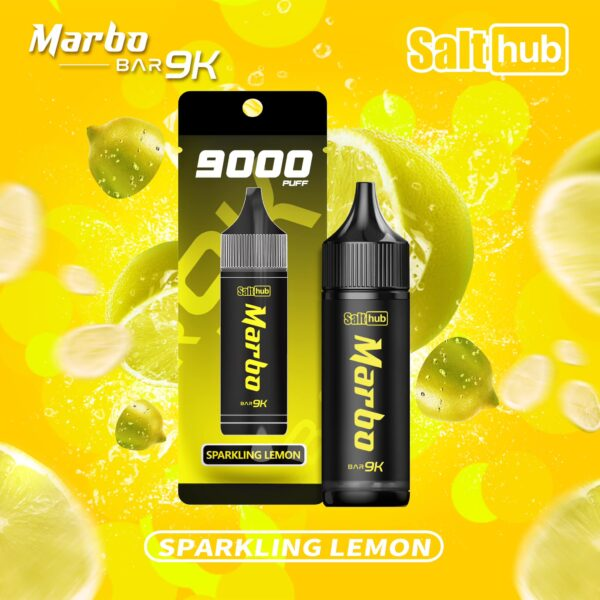 Marbo
BAR 9K
Salt hub
9000
PUFF
Salt hub
Marbo
BAR 9K
SPARKLING LEMON
Salt hub
Marbo
BAR 9K
SPARKLING LEMON